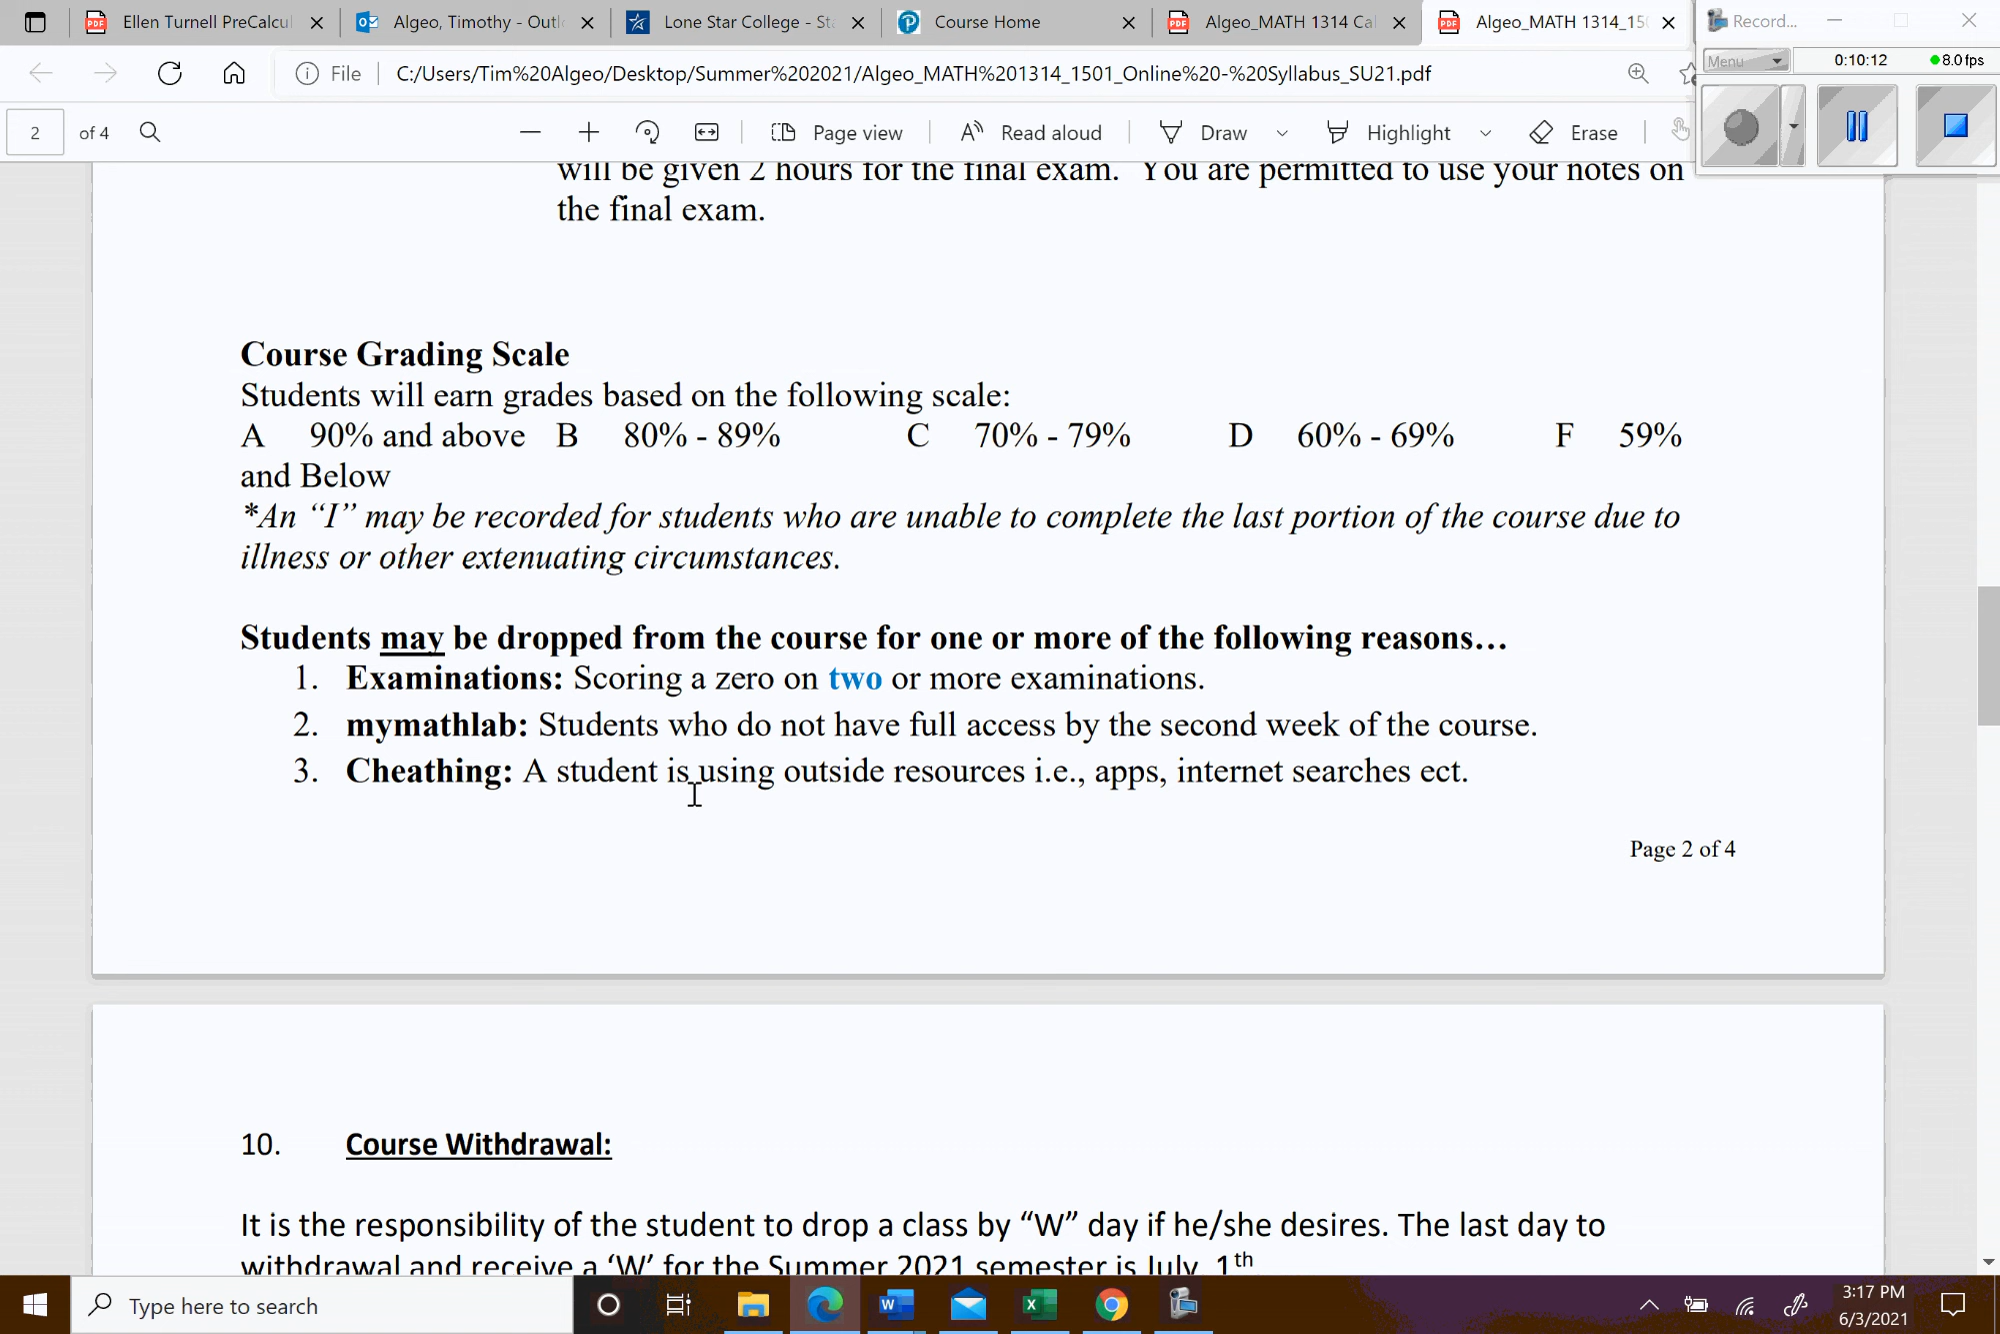 Ellen Turnell PreCalcul
Algeo, Timothy - Outl
Lone Star College - Sta
Course Home
Algeo_MATH 1314 Cal
Algeo_MATH 1314_150
Record...
File
C:/Users/Tim%20Algeo/Desktop/Summer%202021/Algeo_MATH%201314_1501_Online%20-%20Syllabus_SU21.pdf
Menu
0:10:12
8.0 fps
2 of 4
Page view
Read aloud
Draw
Highlight
Erase
will be given 2 hours for the final exam. You are permitted to use your notes on
the final exam.
Course Grading Scale
Students will earn grades based on the following scale:
A 90% and above B 80% - 89% C 70% - 79% D 60% - 69% F 59%
and Below
*An “I” may be recorded for students who are unable to complete the last portion of the course due to
illness or other extenuating circumstances.
Students may be dropped from the course for one or more of the following reasons…
1. Examinations: Scoring a zero on two or more examinations.
2. mymathlab: Students who do not have full access by the second week of the course.
3. Cheathing: A student is using outside resources i.e., apps, internet searches ect.
Page 2 of 4
10. Course Withdrawal:
It is the responsibility of the student to drop a class by “W” day if he/she desires. The last day to
withdrawal and receive a ‘W’ for the Summer 2021 semester is July, 1th
Type here to search
3:17 PM
6/3/2021